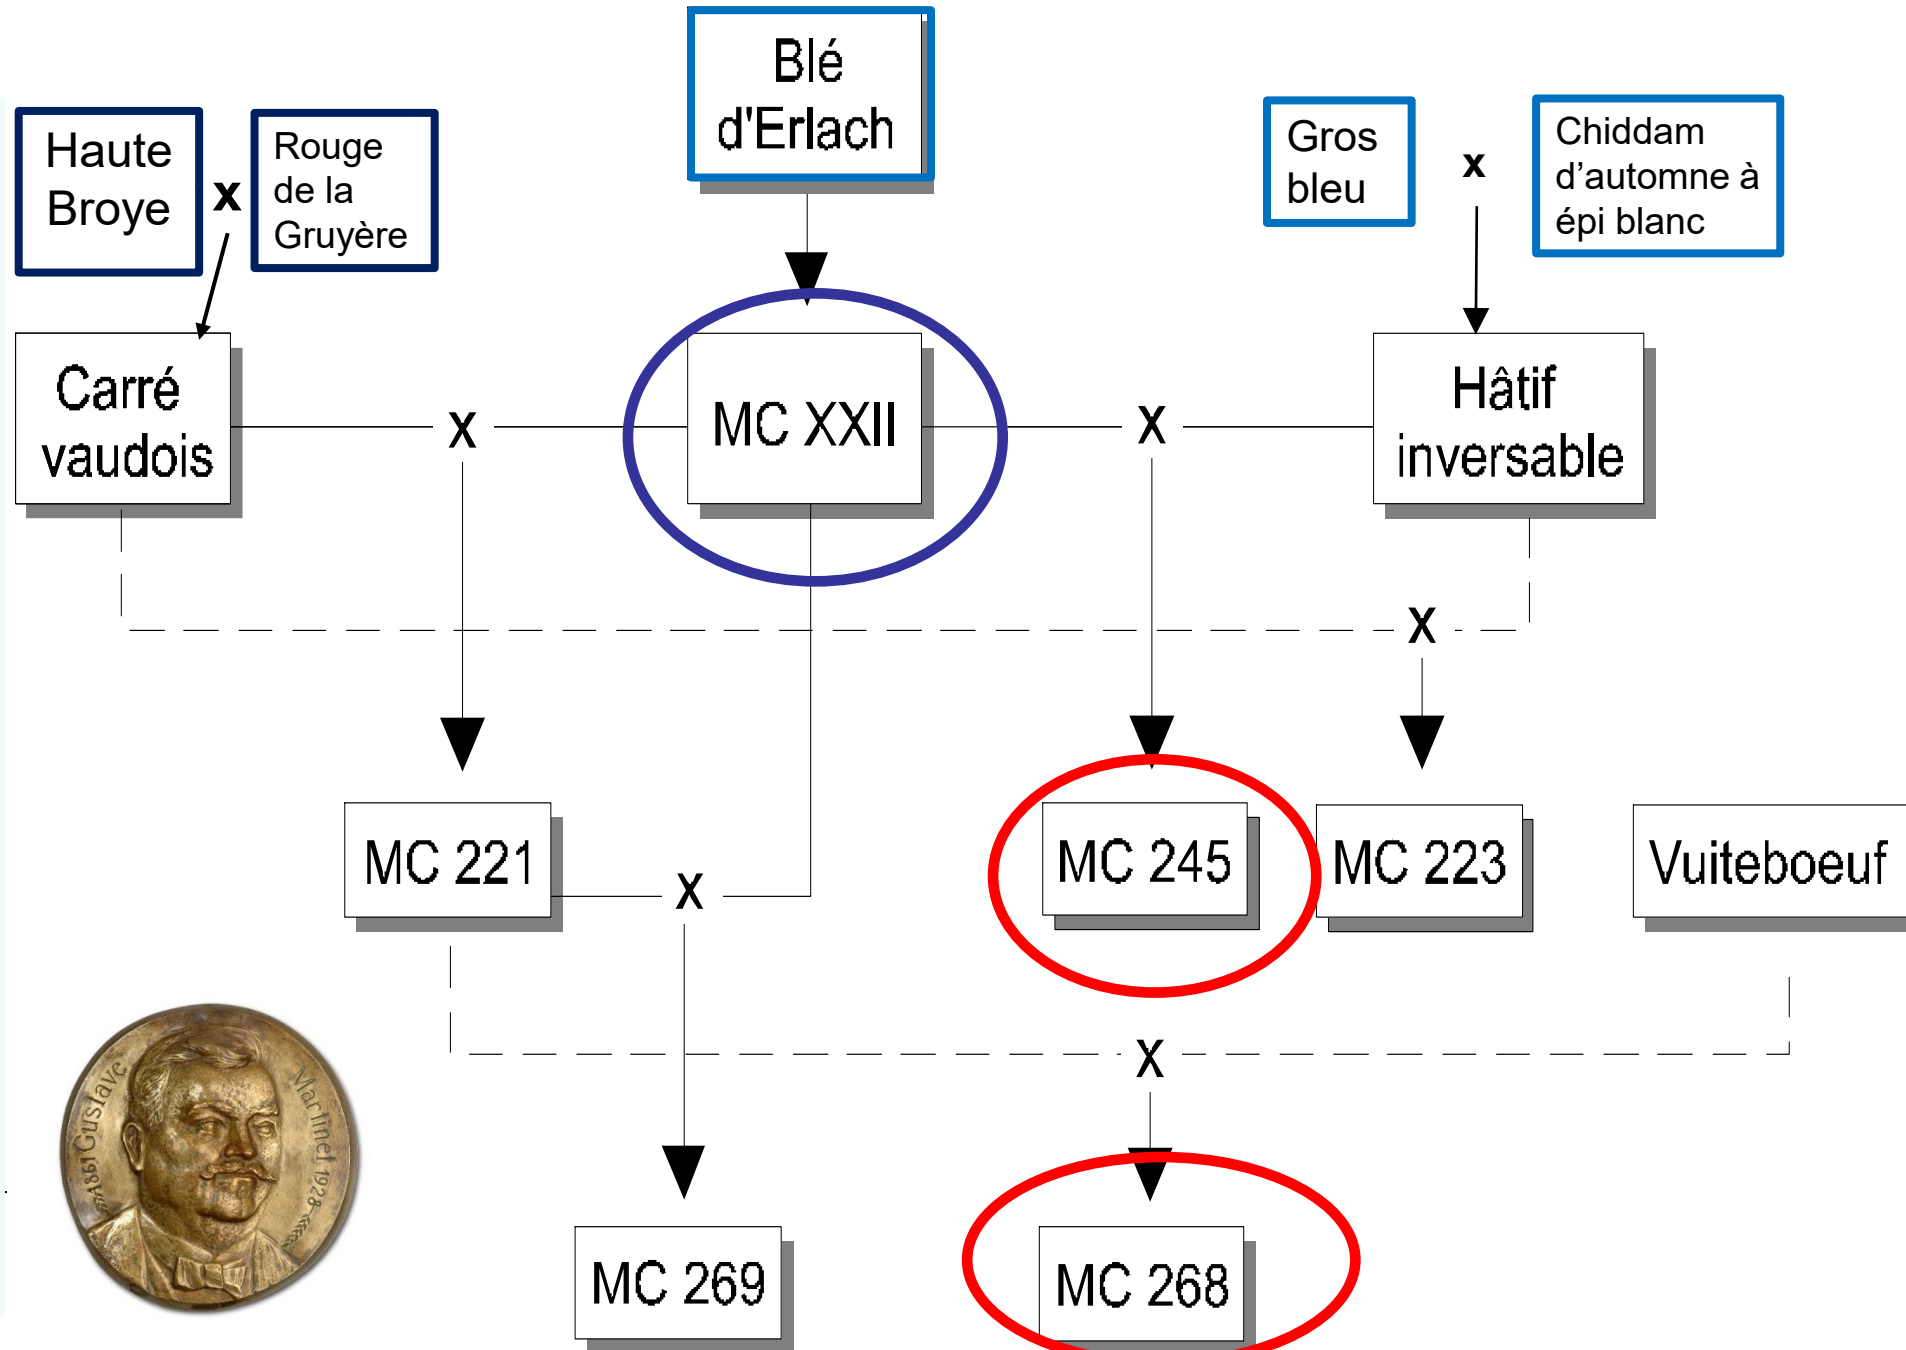 Blé
d'Erlach
Haute
Broye
x
Rouge
de la
Gruyère
Gros
bleu
x
Chiddam
d'automne à
épi blanc
Carré
vaudois
x
MC XXII
x
Hâtif
inversable
x
MC 221
x
MC 245
MC 223
Vuiteboeuf
x
1861 Gustave Martinet 1928
MC 269
MC 268